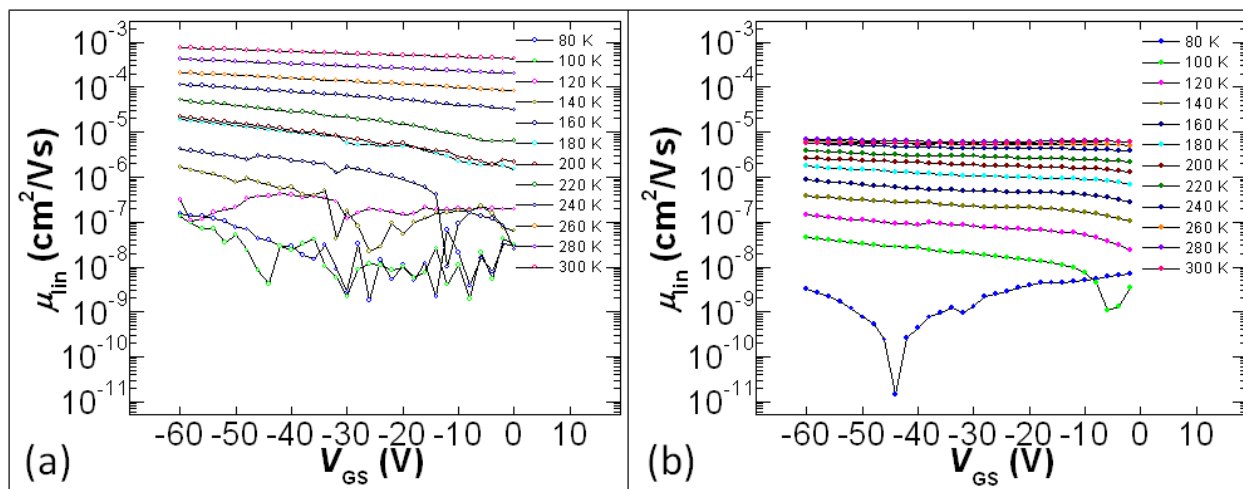 10⁻³
10⁻⁴
10⁻⁵
10⁻⁶
10⁻⁷
10⁻⁸
10⁻⁹
10⁻¹⁰
10⁻¹¹
μlin (cm²/Vs)
-60 -50 -40 -30 -20 -10 0 10
VGS (V)
80 K
100 K
120 K
140 K
160 K
180 K
200 K
220 K
240 K
260 K
280 K
300 K
(a)
10⁻³
10⁻⁴
10⁻⁵
10⁻⁶
10⁻⁷
10⁻⁸
10⁻⁹
10⁻¹⁰
10⁻¹¹
μlin (cm²/Vs)
-60 -50 -40 -30 -20 -10 0 10
VGS (V)
80 K
100 K
120 K
140 K
160 K
180 K
200 K
220 K
240 K
260 K
280 K
300 K
(b)